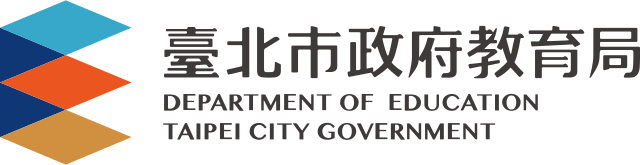 臺北市政府教育局
DEPARTMENT OF EDUCATION
TAIPEI CITY GOVERNMENT